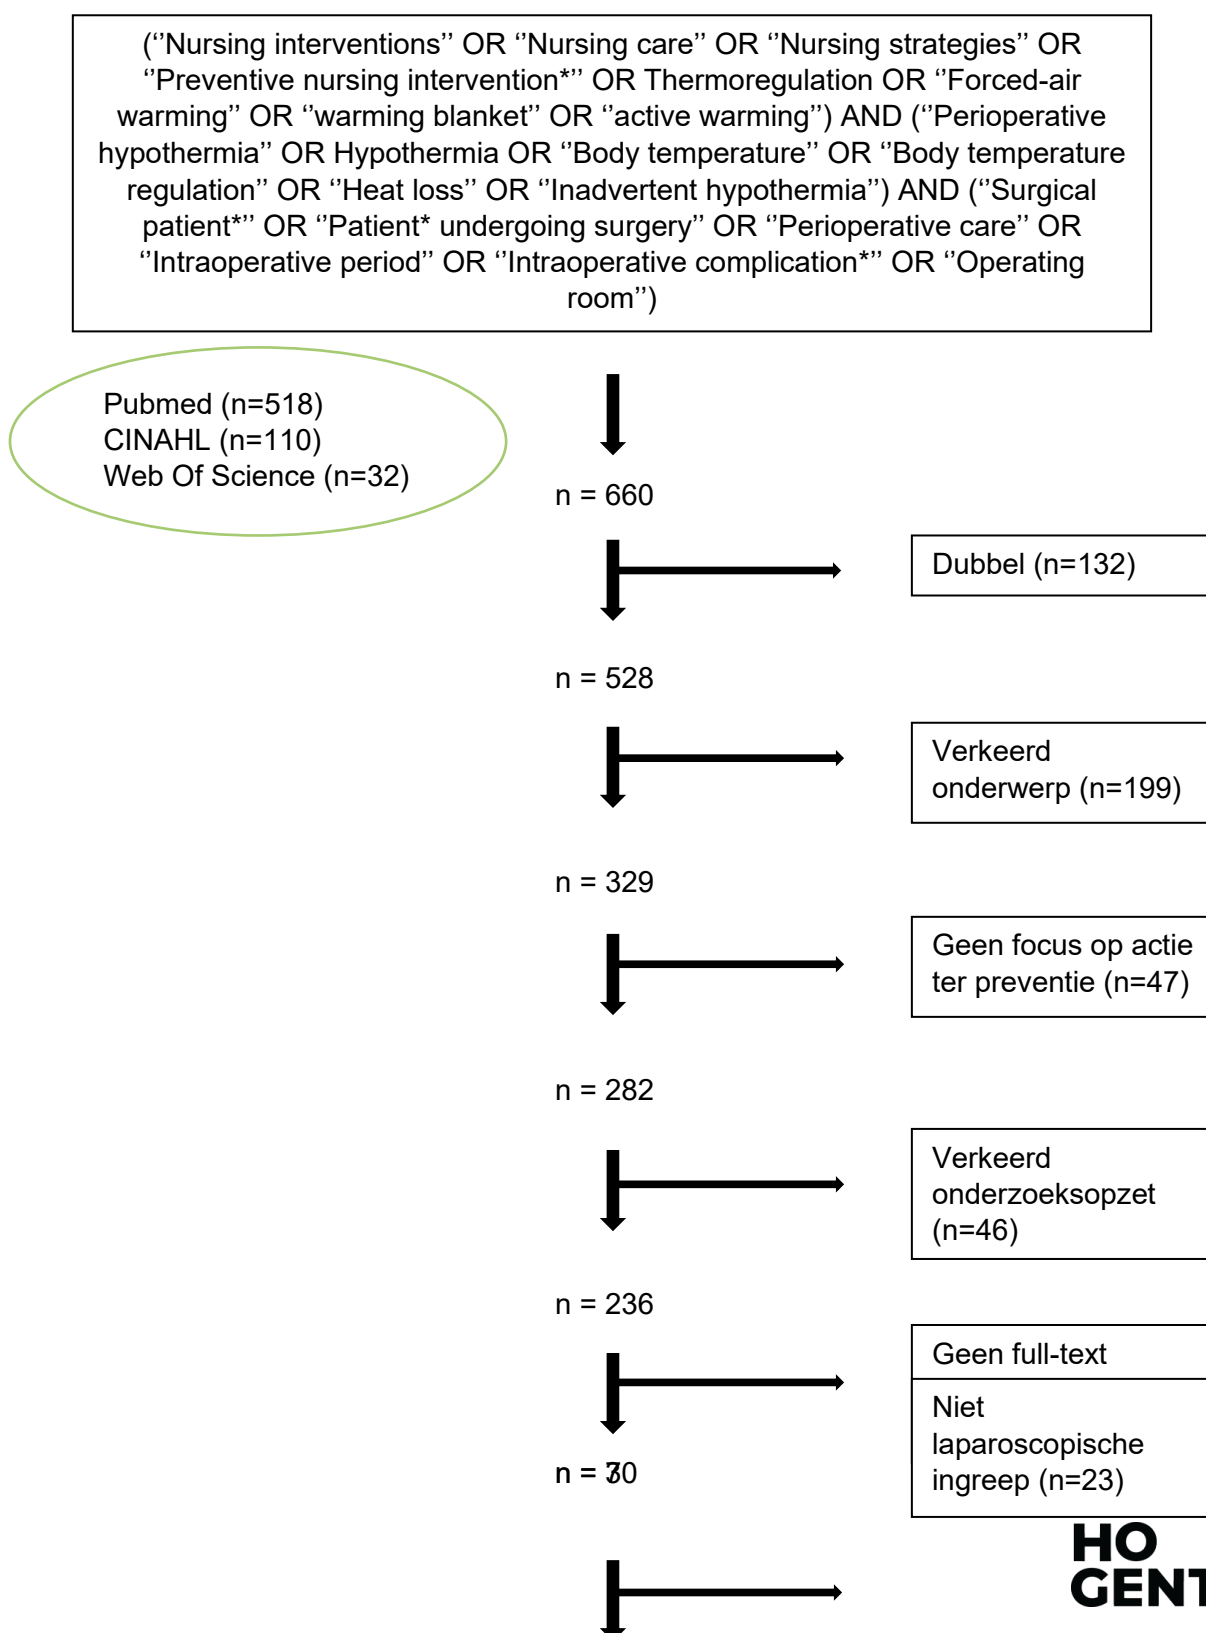 (‘’Nursing interventions’’ OR ‘’Nursing care’’ OR ‘’Nursing strategies’’ OR
‘’Preventive nursing intervention*’’ OR Thermoregulation OR ‘’Forced-air
warming’’ OR ‘’warming blanket’’ OR ‘’active warming’’) AND (‘’Perioperative
hypothermia’’ OR Hypothermia OR ‘’Body temperature’’ OR ‘’Body temperature
regulation’’ OR ‘’Heat loss’’ OR ‘’Inadvertent hypothermia’’) AND (‘’Surgical
patient*’’ OR ‘’Patient* undergoing surgery’’ OR ‘’Perioperative care’’ OR
‘’Intraoperative period’’ OR ‘’Intraoperative complication*’’ OR ‘’Operating
room’’)
Pubmed (n=518)
CINAHL (n=110)
Web Of Science (n=32)
n = 660
Dubbel (n=132)
n = 528
Verkeerd
onderwerp (n=199)
n = 329
Geen focus op actie
ter preventie (n=47)
n = 282
Verkeerd
onderzoeksopzet
(n=46)
n = 236
Geen full-text
Niet
laparoscopische
ingreep (n=23)
n =
HO
GENT